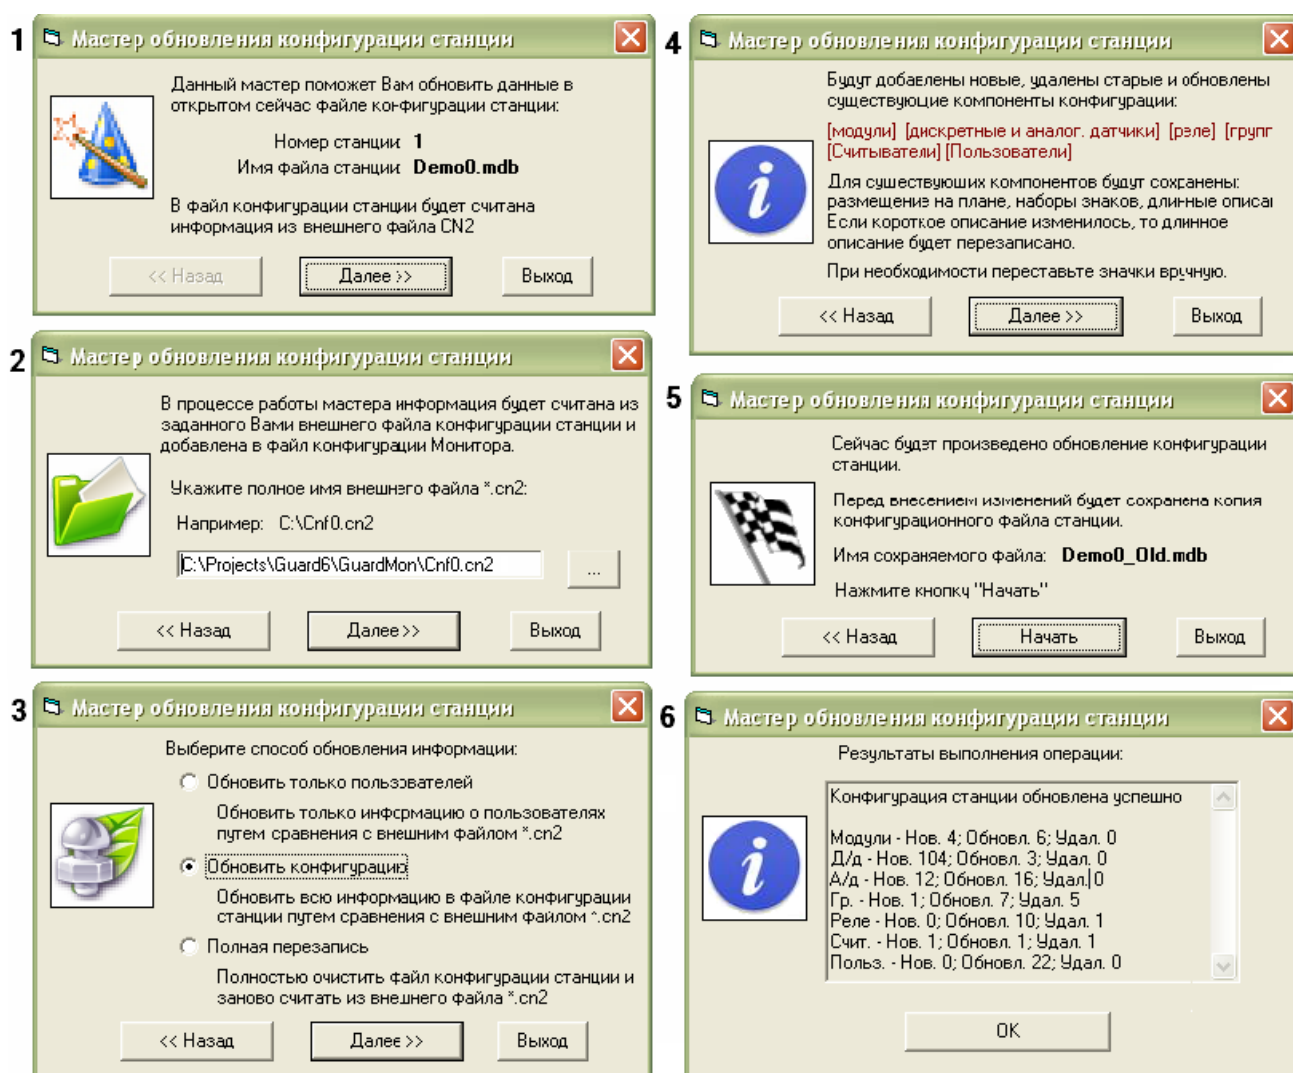 1
Мастер обновления конфигурации станции
Данный мастер поможет Вам обновить данные в
открытом сейчас файле конфигурации станции:
Номер станции 1
Имя файла станции Demo0.mdb
В файл конфигурации станции будет считана
информация из внешнего файла CN2
<< Назад
Далее >>
Выход
2
Мастер обновления конфигурации станции
В процессе работы мастера информация будет считана из
заданного Вами внешнего файла конфигурации станции и
добавлена в файл конфигурации Монитора.
Укажите полное имя внешнего файла *.cn2:
Например: C:\Cnf0.cn2
C:\Projects\Guard6\GuardMon\Cnf0.cn2
...
<< Назад
Далее >>
Выход
3
Мастер обновления конфигурации станции
Выберите способ обновления информации:
Обновить только пользователей
Обновить только информацию о пользователях
путем сравнения с внешним файлом *.cn2
Обновить конфигурацию
Обновить всю информацию в файле конфигурации
станции путем сравнения с внешним файлом *.cn2
Полная перезапись
Полностью очистить файл конфигурации станции и
заново считать из внешнего файла *.cn2
<< Назад
Далее >>
Выход
4
Мастер обновления конфигурации станции
Будут добавлены новые, удалены старые и обновлены
существующие компоненты конфигурации:
[модули] [дискретные и аналог. датчики] [реле] [групп
[Считыватели] [Пользователи]
Для существующих компонентов будут сохранены:
размещение на плане, наборы знаков, длинные описа
Если короткое описание изменилось, то длинное
описание будет перезаписано.
При необходимости переставьте значки вручную.
<< Назад
Далее >>
Выход
5
Мастер обновления конфигурации станции
Сейчас будет произведено обновление конфигурации
станции.
Перед внесением изменений будет сохранена копия
конфигурационного файла станции.
Имя сохраняемого файла: Demo0_Old.mdb
Нажмите кнопку "Начать"
<< Назад
Начать
Выход
6
Мастер обновления конфигурации станции
Результаты выполнения операции:
Конфигурация станции обновлена успешно
Модули - Нов. 4; Обновл. 6; Удал. 0
Д/д - Нов. 104; Обновл. 3; Удал. 0
А/д - Нов. 12; Обновл. 16; Удал. 0
Гр. - Нов. 1; Обновл. 7; Удал. 5
Реле - Нов. 0; Обновл. 10; Удал. 1
Счит. - Нов. 1; Обновл. 1; Удал. 1
Польз. - Нов. 0; Обновл. 22; Удал. 0
OK